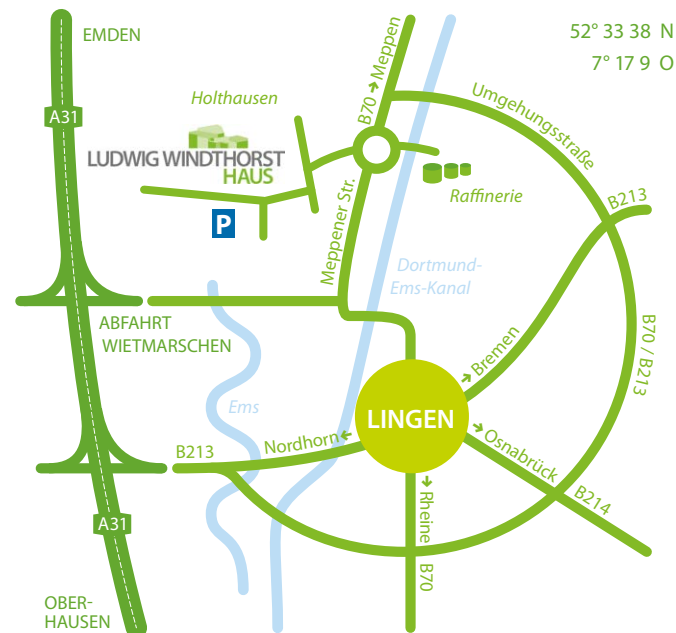 EMDEN
52° 33 38 N
7° 17 9 O
A31
Holthausen
B70 → Meppen
Umgehungsstraße
LUDWIG WINDTHORST
HAUS
Raffinerie
B213
P
Meppener Str.
Dortmund-
Ems-Kanal
ABFAHRT
WIETMARSCHEN
B70 / B213
→ Bremen
Ems
LINGEN
B213
Nordhorn ←
→ Osnabrück
B214
→ Rheine
B70
A31
OBER-
HAUSEN